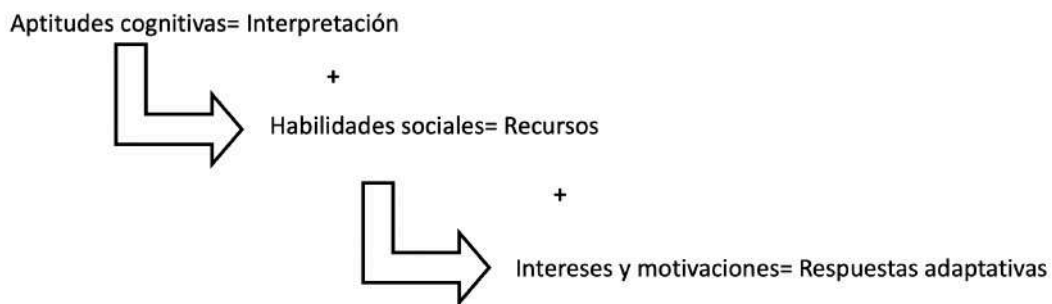 Aptitudes cognitivas= Interpretación
+
Habilidades sociales= Recursos
+
Intereses y motivaciones= Respuestas adaptativas